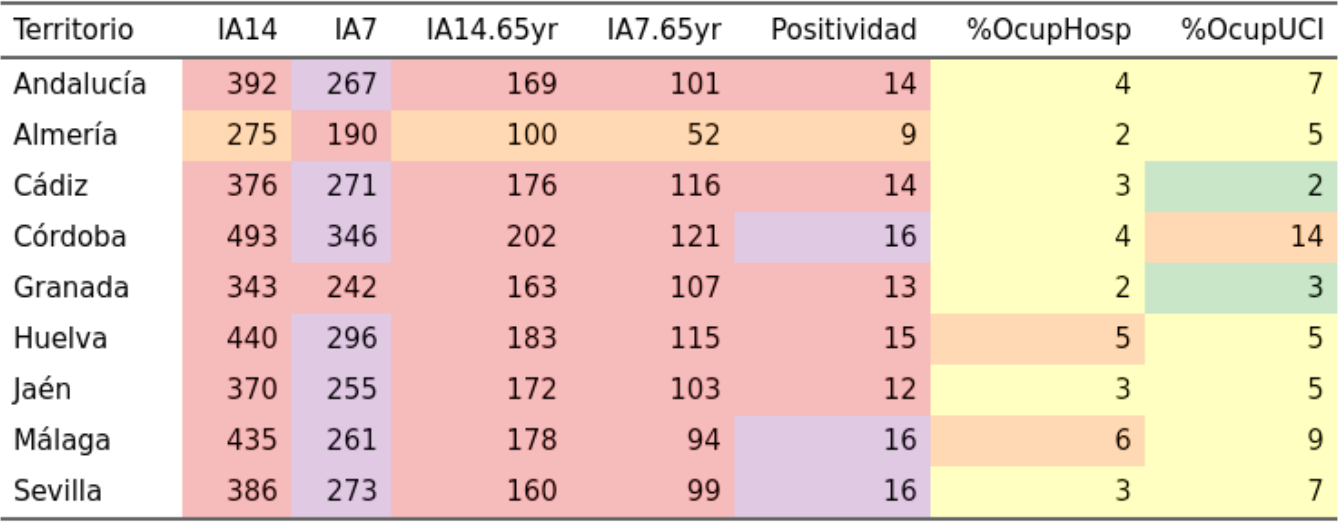 Territorio IA14 IA7 IA14.65yr IA7.65yr Positividad %OcupHosp %OcupUCI
Andalucía 392 267 169 101 14 4 7
Almería 275 190 100 52 9 2 5
Cádiz 376 271 176 116 14 3 2
Córdoba 493 346 202 121 16 4 14
Granada 343 242 163 107 13 2 3
Huelva 440 296 183 115 15 5 5
Jaén 370 255 172 103 12 3 5
Málaga 435 261 178 94 16 6 9
Sevilla 386 273 160 99 16 3 7